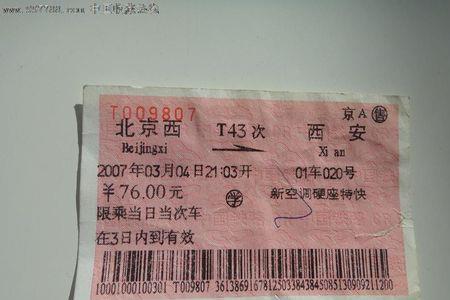 T009807
京A 售
北京西 T43次 西安
Beijingxi Xi an
2007年03月04日21:03开 01车020号
￥76.00元 学 新空调硬座特快
限乘当日当次车
在3日内到有效
10001000100301 T009807 36138691678125033843845085130909211200